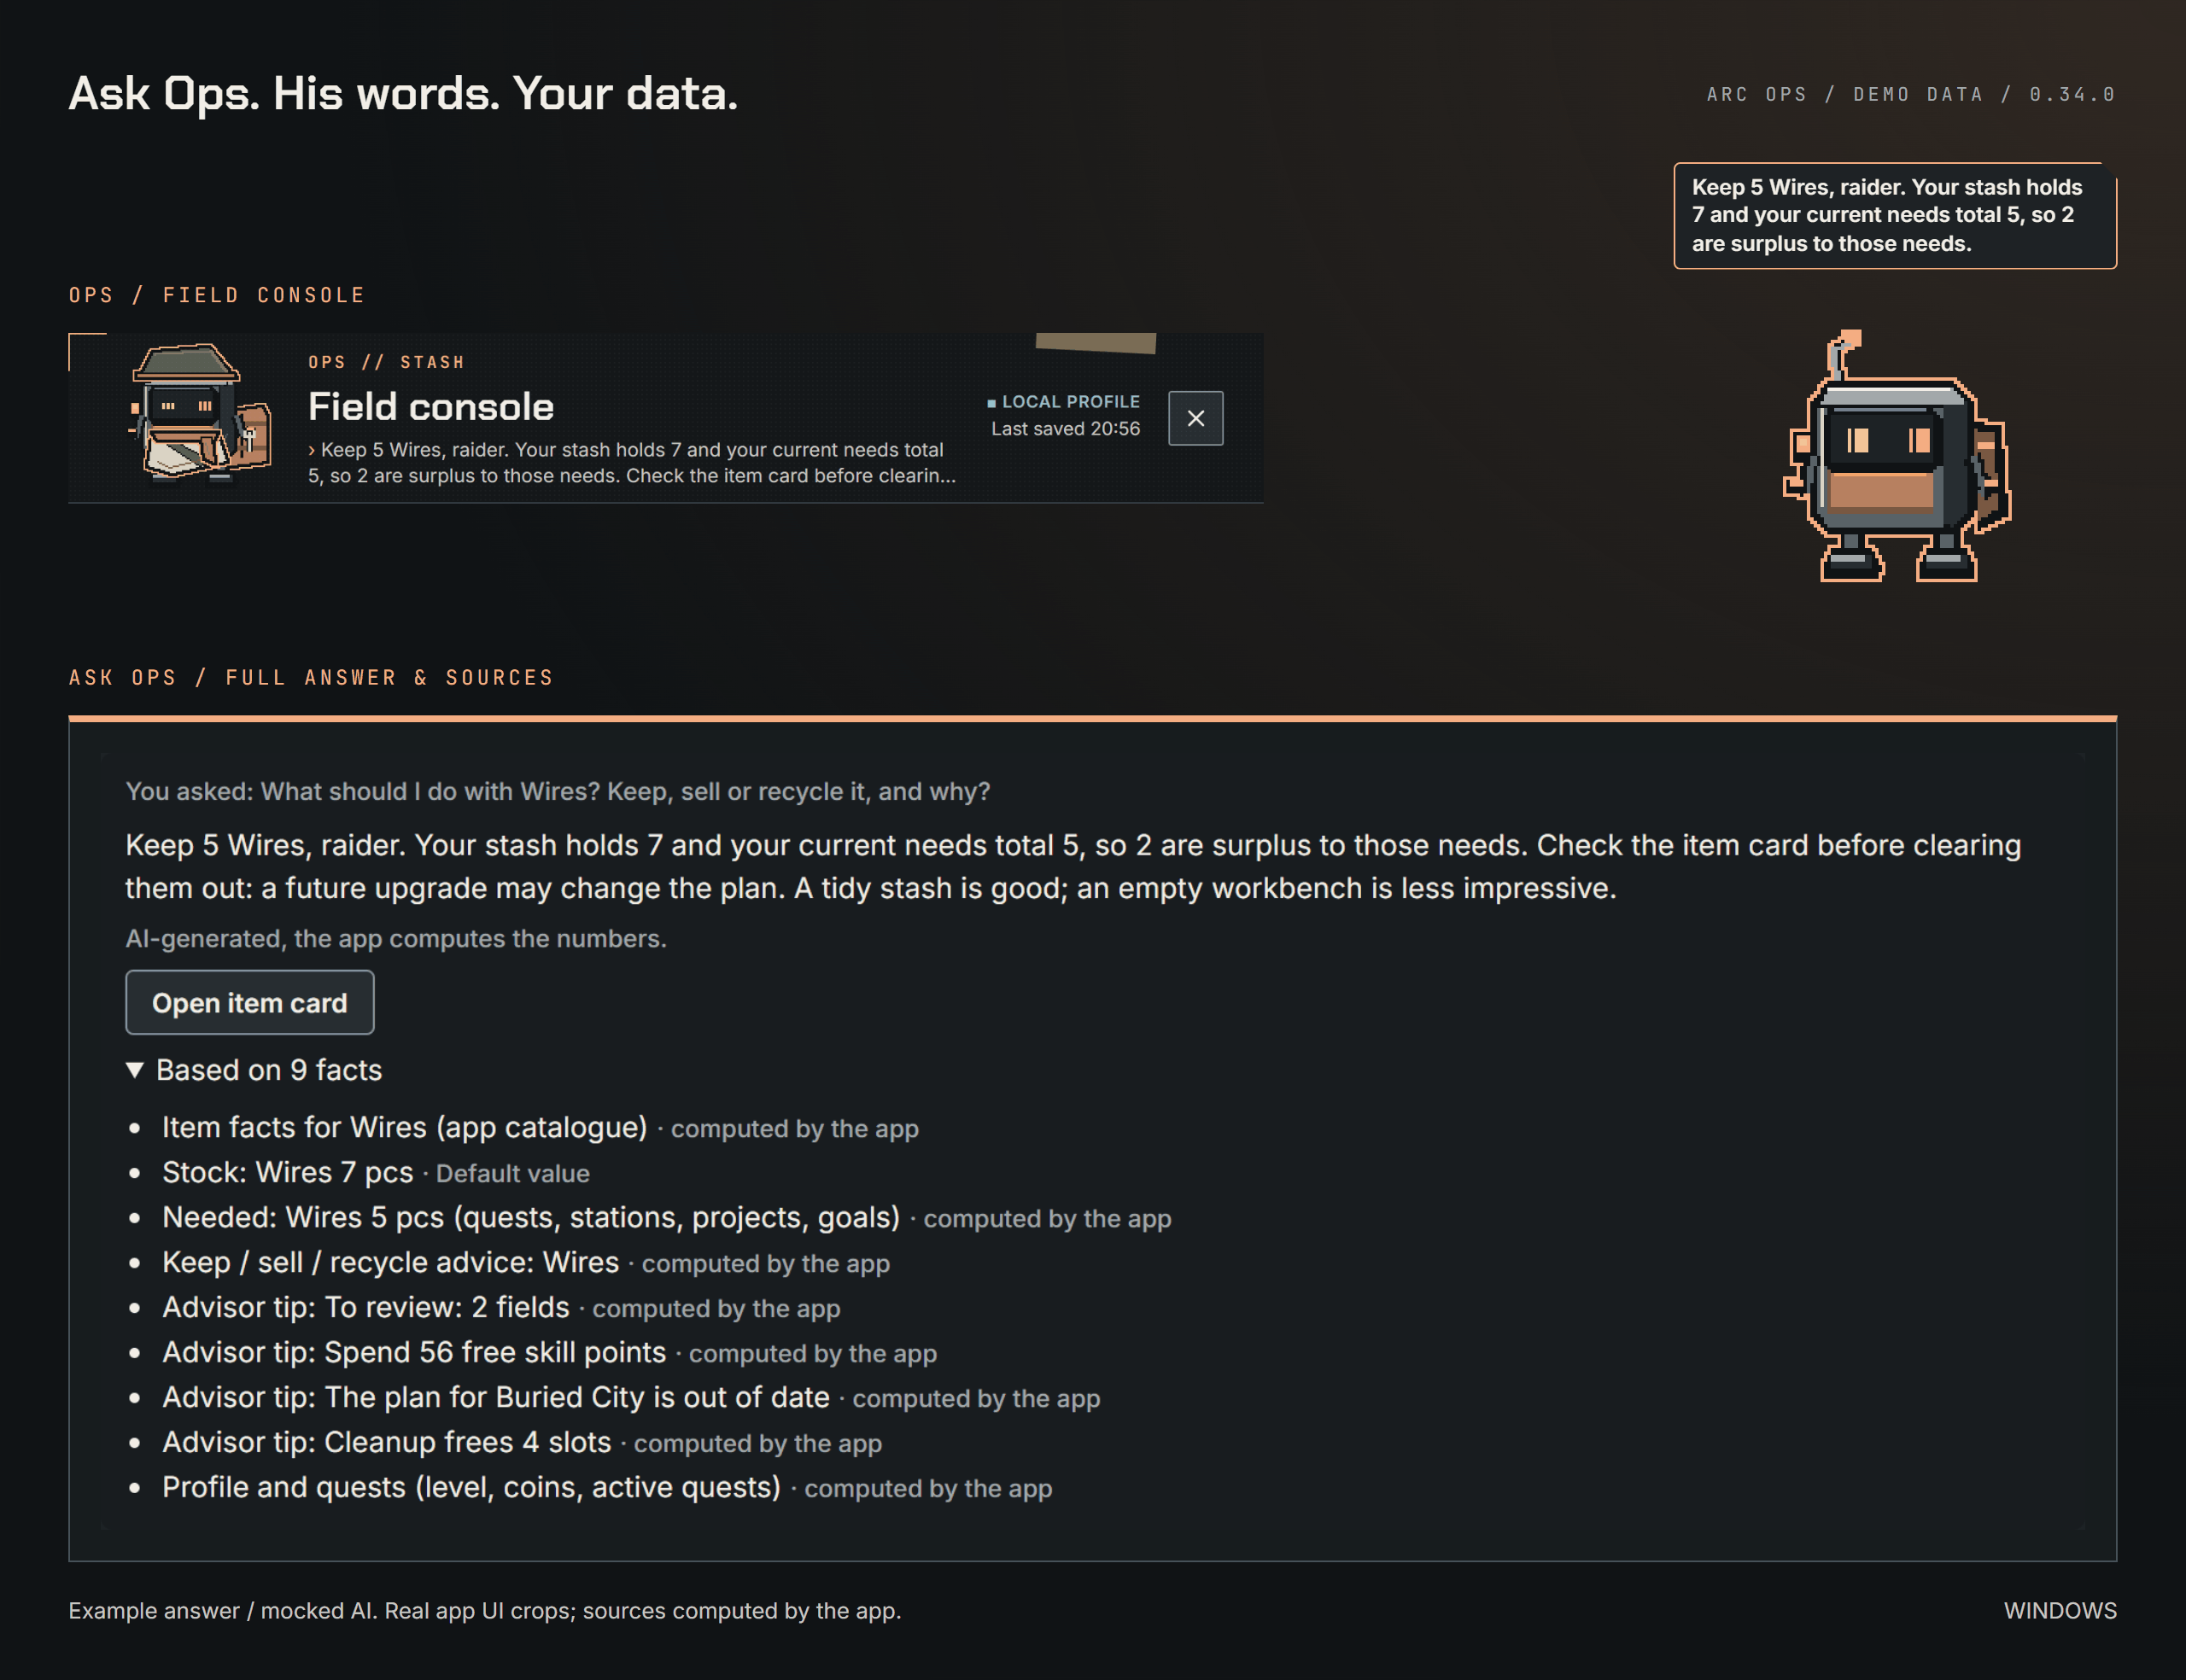 Ask Ops. His words. Your data.
ARC OPS / DEMO DATA / 0.34.0
Keep 5 Wires, raider. Your stash holds
7 and your current needs total 5, so 2
are surplus to those needs.
OPS / FIELD CONSOLE
OPS // STASH
Field console
› Keep 5 Wires, raider. Your stash holds 7 and your current needs total
5, so 2 are surplus to those needs. Check the item card before clearin...
LOCAL PROFILE
Last saved 20:56
ASK OPS / FULL ANSWER & SOURCES
You asked: What should I do with Wires? Keep, sell or recycle it, and why?
Keep 5 Wires, raider. Your stash holds 7 and your current needs total 5, so 2 are surplus to those needs. Check the item card before clearing
them out: a future upgrade may change the plan. A tidy stash is good; an empty workbench is less impressive.
AI-generated, the app computes the numbers.
Open item card
▼ Based on 9 facts
• Item facts for Wires (app catalogue) · computed by the app
• Stock: Wires 7 pcs · Default value
• Needed: Wires 5 pcs (quests, stations, projects, goals) · computed by the app
• Keep / sell / recycle advice: Wires · computed by the app
• Advisor tip: To review: 2 fields · computed by the app
• Advisor tip: Spend 56 free skill points · computed by the app
• Advisor tip: The plan for Buried City is out of date · computed by the app
• Advisor tip: Cleanup frees 4 slots · computed by the app
• Profile and quests (level, coins, active quests) · computed by the app
Example answer / mocked AI. Real app UI crops; sources computed by the app.
WINDOWS